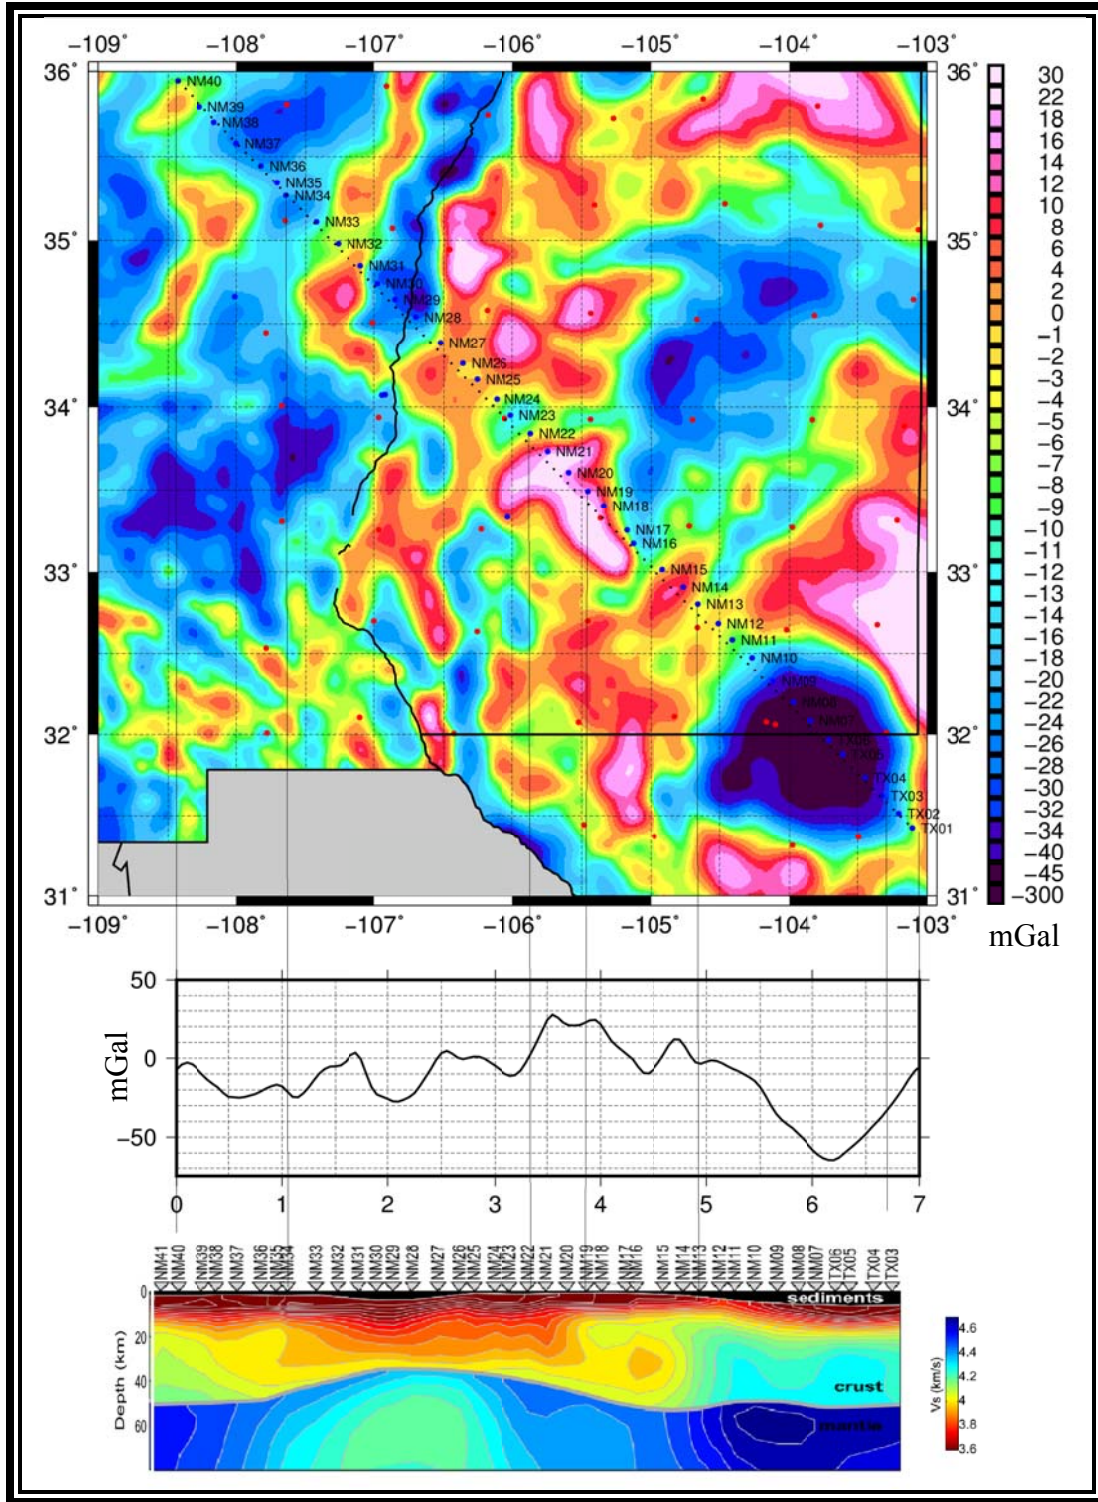 −109˚ −108˚ −107˚ −106˚ −105˚ −104˚ −103˚
36˚ 36˚
35˚ 35˚
34˚ 34˚
33˚ 33˚
32˚ 32˚
31˚ 31˚
−109˚ −108˚ −107˚ −106˚ −105˚ −104˚ −103˚
NM40
NM39
NM38
NM37
NM36
NM35
NM34
NM33
NM32
NM31
NM30
NM29
NM28
NM27
NM26
NM25
NM24
NM23
NM22
NM21
NM20
NM19
NM18
NM17
NM16
NM15
NM14
NM13
NM12
NM11
NM10
NM09
NM08
NM07
TX06
TX05
TX04
TX03
TX02
TX01
30
22
18
16
14
12
10
8
6
4
2
0
−1
−2
−3
−4
−5
−6
−7
−8
−9
−10
−11
−12
−13
−14
−16
−18
−20
−22
−24
−26
−28
−30
−32
−34
−40
−45
−300
mGal
mGal
50
0
−50
0 1 2 3 4 5 6 7
NM41 NM40 NM39 NM38 NM37 NM36 NM35 NM34 NM33 NM32 NM31 NM30 NM29 NM28 NM27 NM26 NM25 NM24 NM23 NM22 NM21 NM20 NM19 NM18 NM17 NM16 NM15 NM14 NM13 NM12 NM11 NM10 NM09 NM08 NM07 TX06 TX05 TX04 TX03
Depth (km)
0
20
40
60
sediments
crust
mantle
Vs (km/s)
4.6
4.4
4.2
4
3.8
3.6